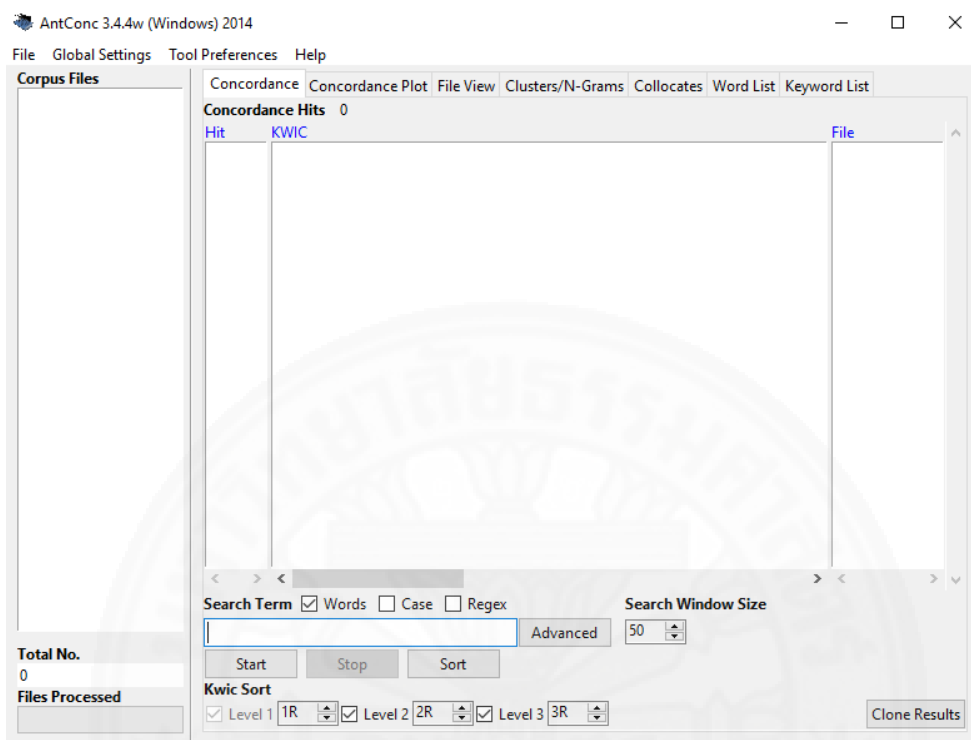 AntConc 3.4.4w (Windows) 2014
File Global Settings Tool Preferences Help
Corpus Files
Concordance Concordance Plot File View Clusters/N-Grams Collocates Word List Keyword List
Concordance Hits 0
Hit KWIC File
Search Term Words Case Regex Search Window Size
Advanced 50
Start Stop Sort
Total No.
0
Files Processed
Kwic Sort
Level 1 1R Level 2 2R Level 3 3R
Clone Results